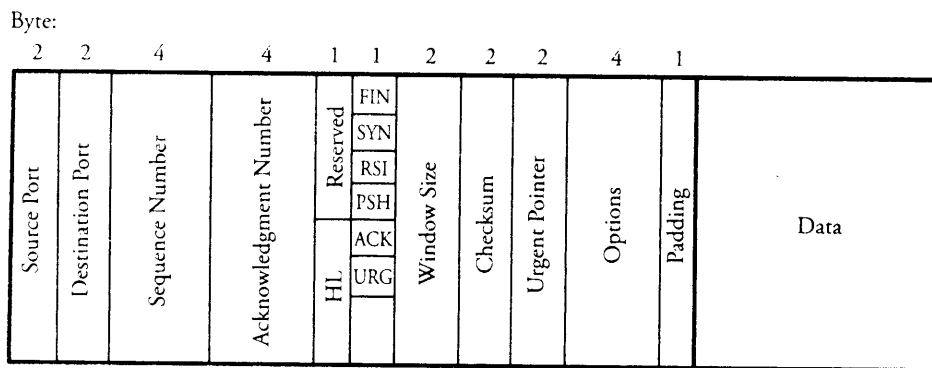 Byte:
2 2 4 4 1 1 2 2 2 4 1
Source Port
Destination Port
Sequence Number
Acknowledgment Number
Reserved
HL
FIN
SYN
RSI
PSH
ACK
URG
Window Size
Checksum
Urgent Pointer
Options
Padding
Data